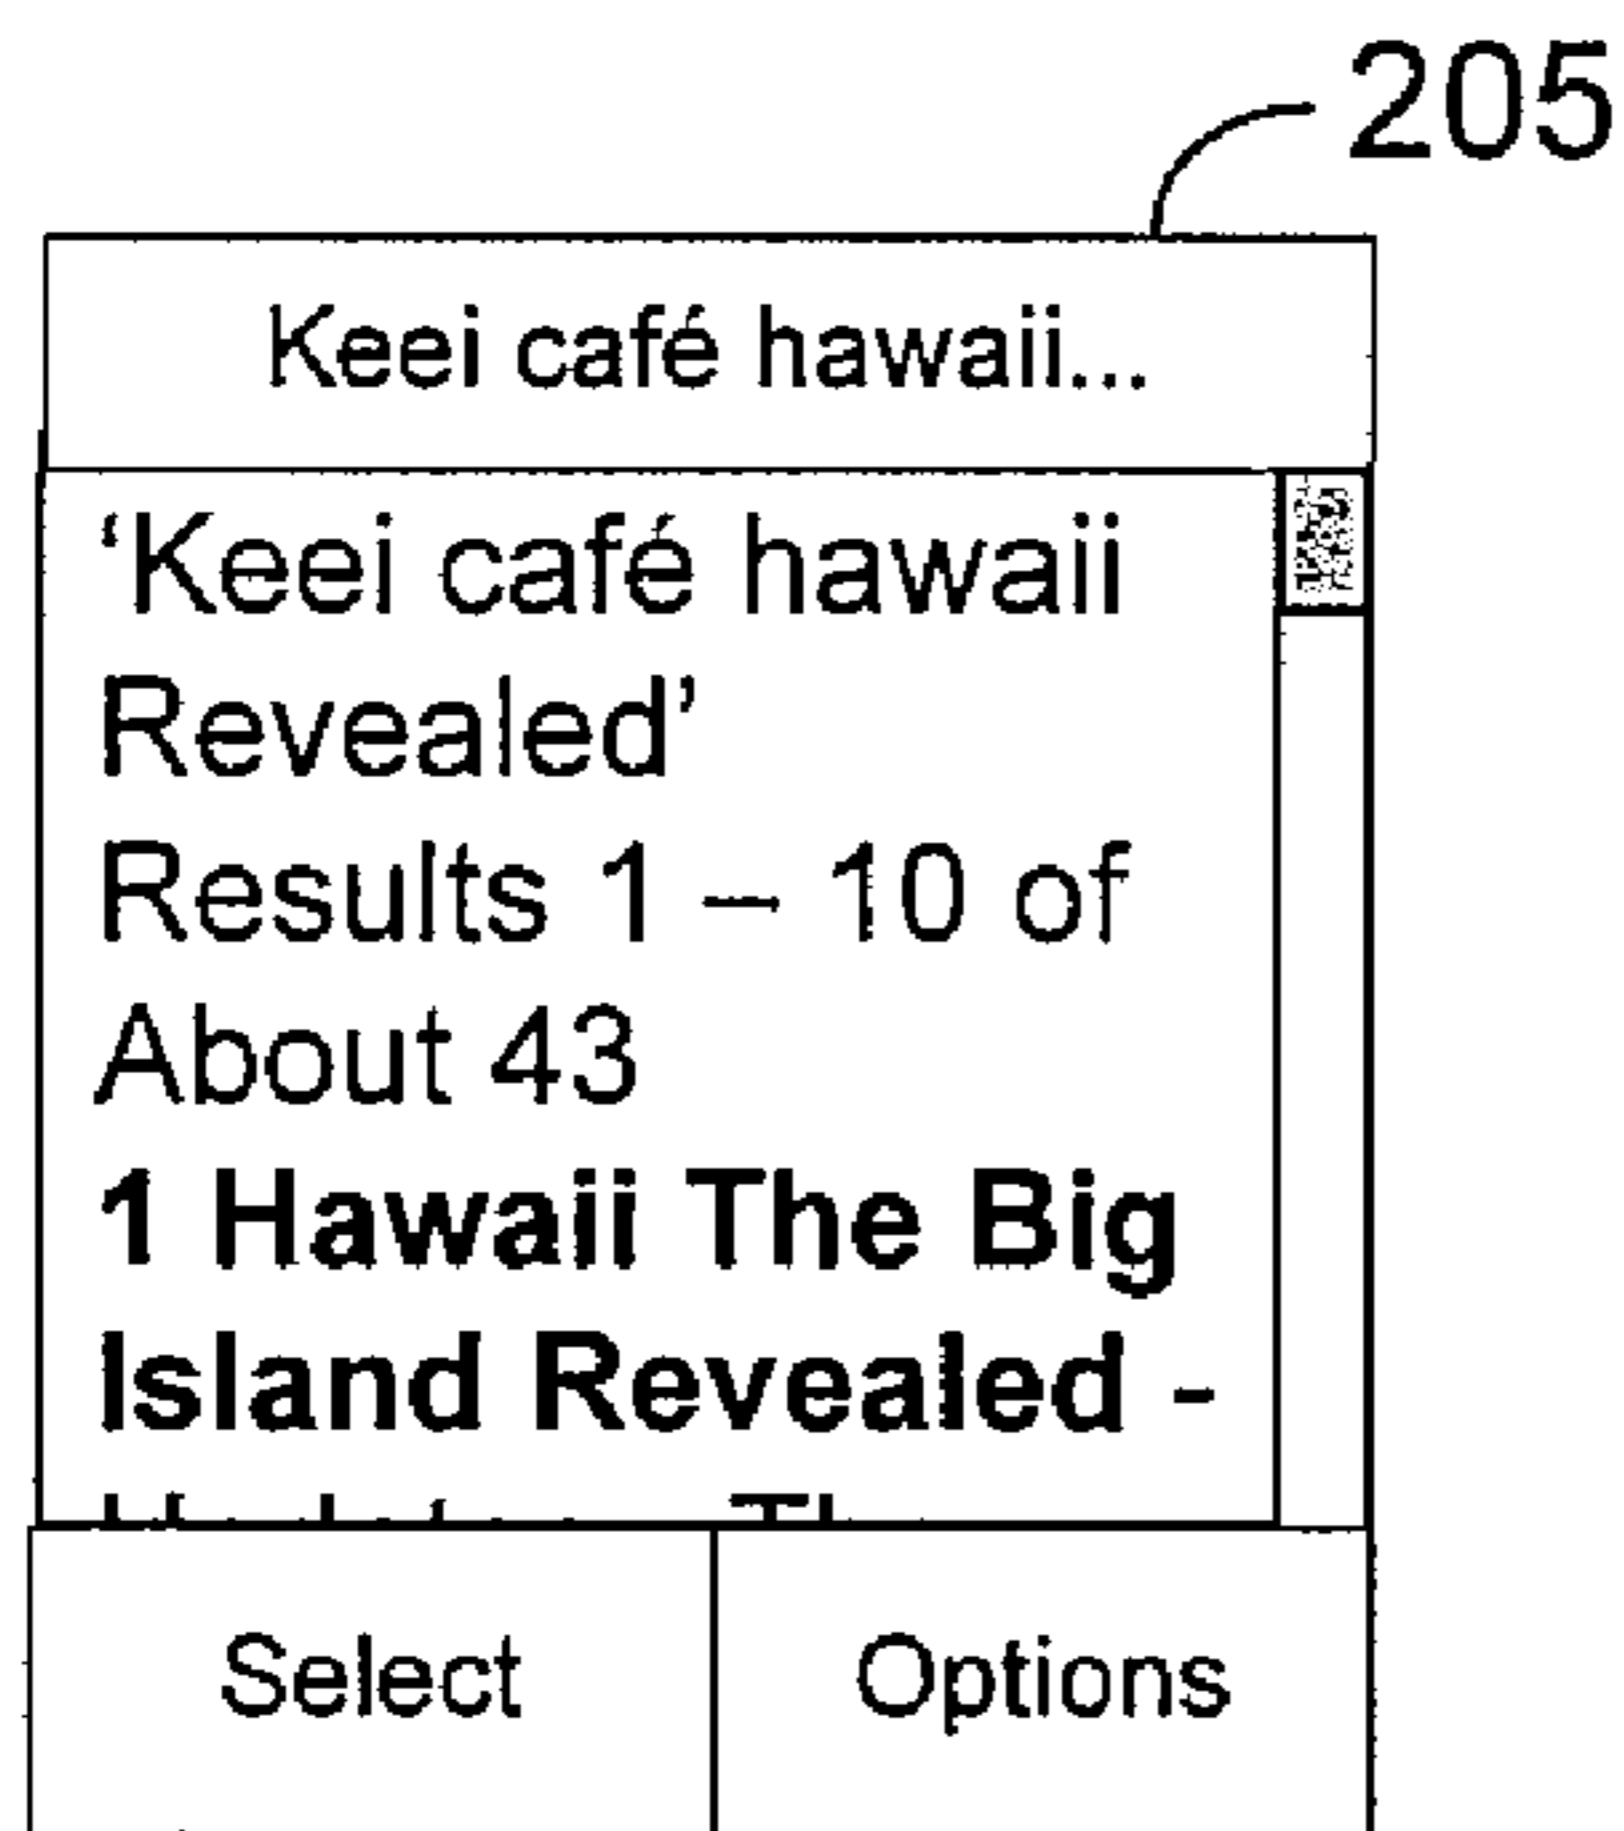 205
Keei café hawaii...
‘Keei café hawaii
Revealed’
Results 1 – 10 of
About 43
1 Hawaii The Big
Island Revealed -
Select
Options